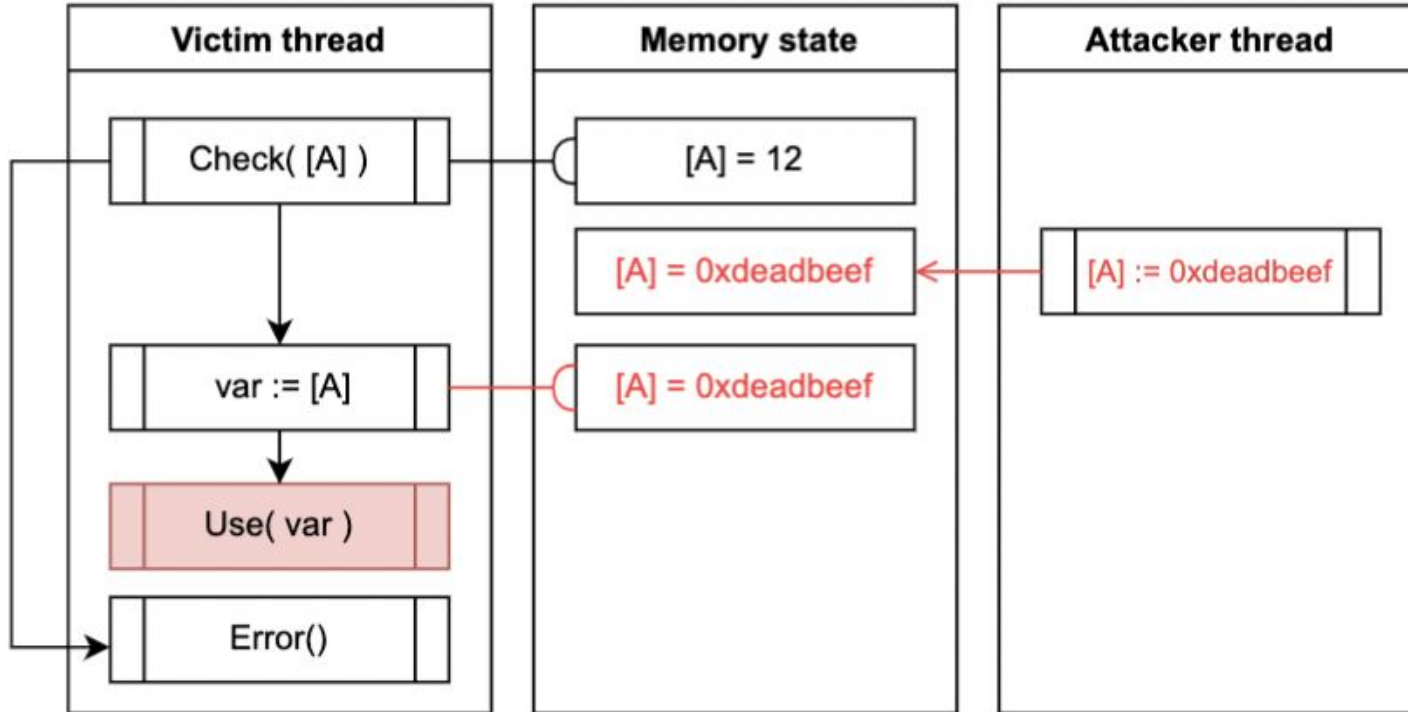 Victim thread
Memory state
Attacker thread
Check( [A] )
[A] = 12
[A] = 0xdeadbeef
[A] := 0xdeadbeef
var := [A]
[A] = 0xdeadbeef
Use( var )
Error()